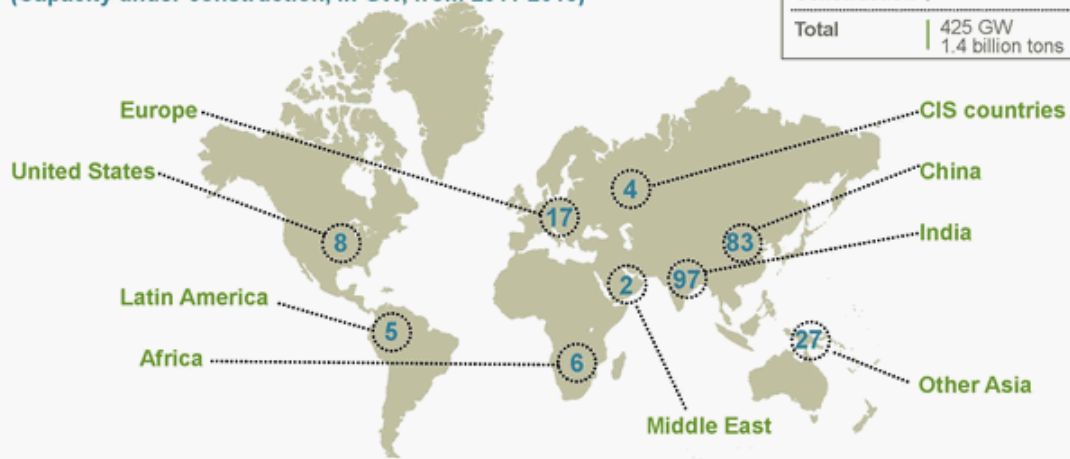 Total
425 GW
1.4 billion tons
Europe
CIS countries
United States
China
4
17
India
8
83
97
2
Latin America
5
27
Africa
6
Other Asia
Middle East